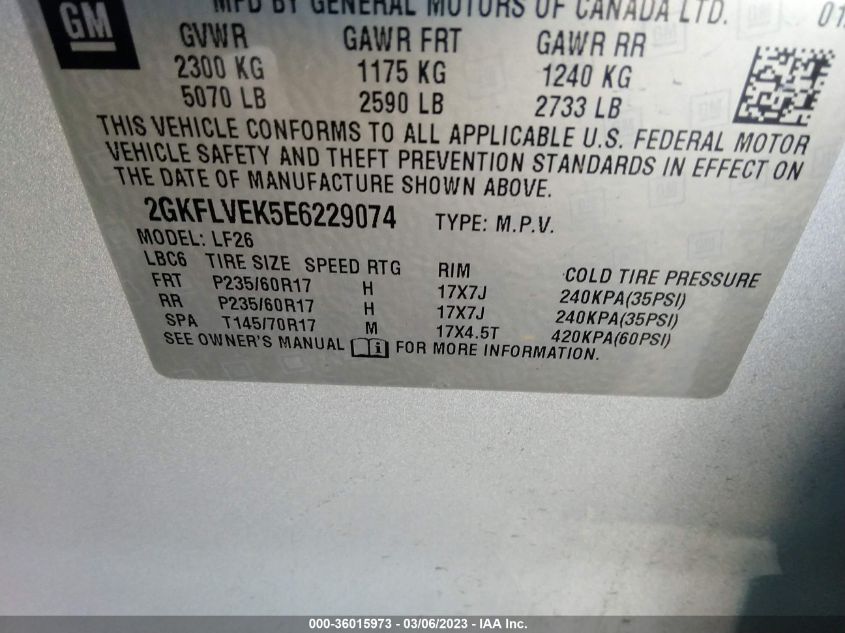 GM
MFD BY GENERAL MOTORS OF CANADA LTD.
GVWR GAWR FRT GAWR RR
2300 KG 1175 KG 1240 KG
5070 LB 2590 LB 2733 LB
THIS VEHICLE CONFORMS TO ALL APPLICABLE U.S. FEDERAL MOTOR
VEHICLE SAFETY AND THEFT PREVENTION STANDARDS IN EFFECT ON
THE DATE OF MANUFACTURE SHOWN ABOVE.
2GKFLVEK5E6229074 TYPE: M.P.V.
MODEL: LF26
LBC6 TIRE SIZE SPEED RTG RIM COLD TIRE PRESSURE
FRT P235/60R17 H 17X7J 240KPA(35PSI)
RR P235/60R17 H 17X7J 240KPA(35PSI)
SPA T145/70R17 M 17X4.5T 420KPA(60PSI)
SEE OWNER'S MANUAL i FOR MORE INFORMATION.
000-36015973 - 03/06/2023 - IAA Inc.